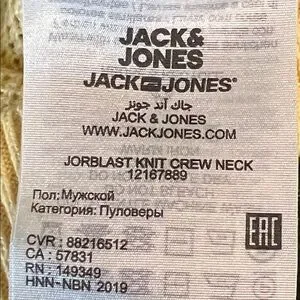 JACK&
JONES
JACK JONES®
جاك آند جونز
JACK & JONES
WWW.JACKJONES.COM
JORBLAST KNIT CREW NECK
12167889
Пол: Мужской
Категория: Пуловеры
EAC
CVR : 88216512
CA : 57831
RN : 149349
HNN-NBN 2019